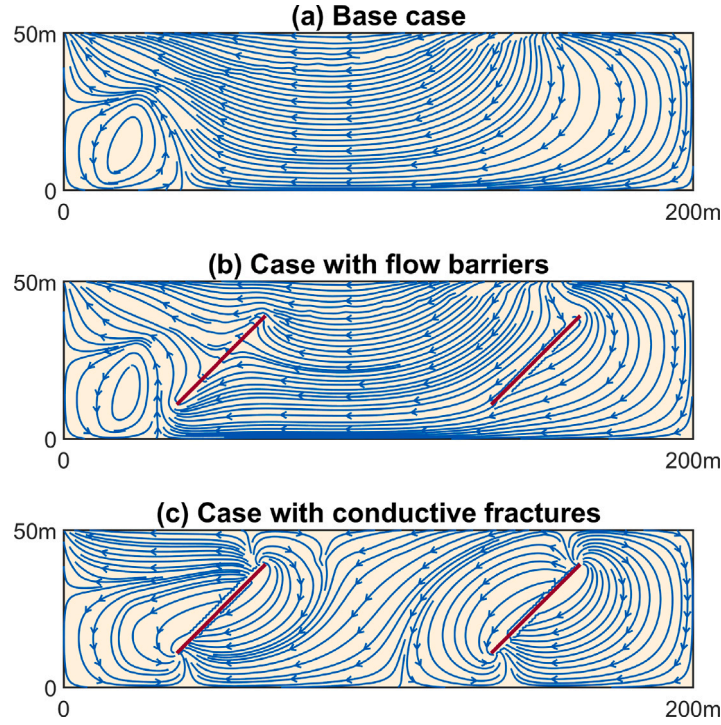 (a) Base case
50m
0
0
200m
(b) Case with flow barriers
50m
0
0
200m
(c) Case with conductive fractures
50m
0
0
200m